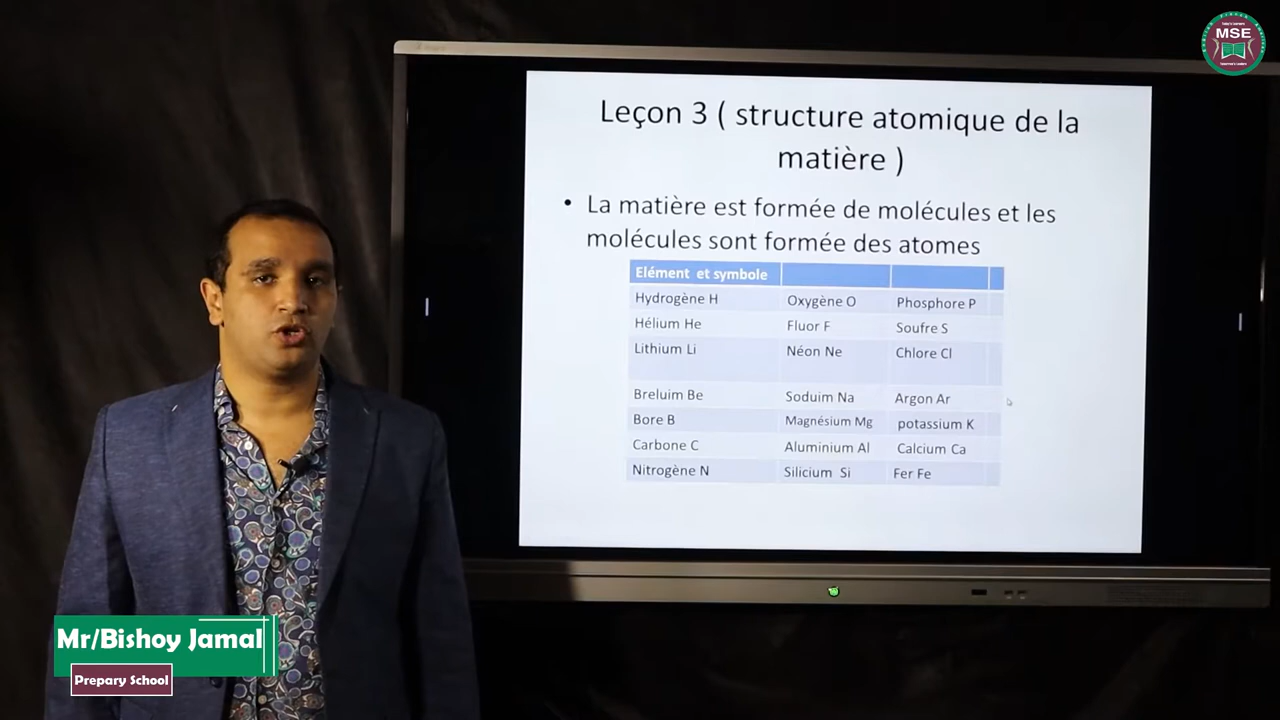 MSE
Leçon 3 ( structure atomique de la
matière )
• La matière est formée de molécules et les
molécules sont formée des atomes
Elément et symbole
Hydrogène H Oxygène O Phosphore P
Hélium He Fluor F Soufre S
Lithium Li Néon Ne Chlore Cl
Breluim Be Soduim Na Argon Ar
Bore B Magnésium Mg potassium K
Carbone C Aluminium Al Calcium Ca
Nitrogène N Silicium Si Fer Fe
Mr/Bishoy Jamal
Prepary School